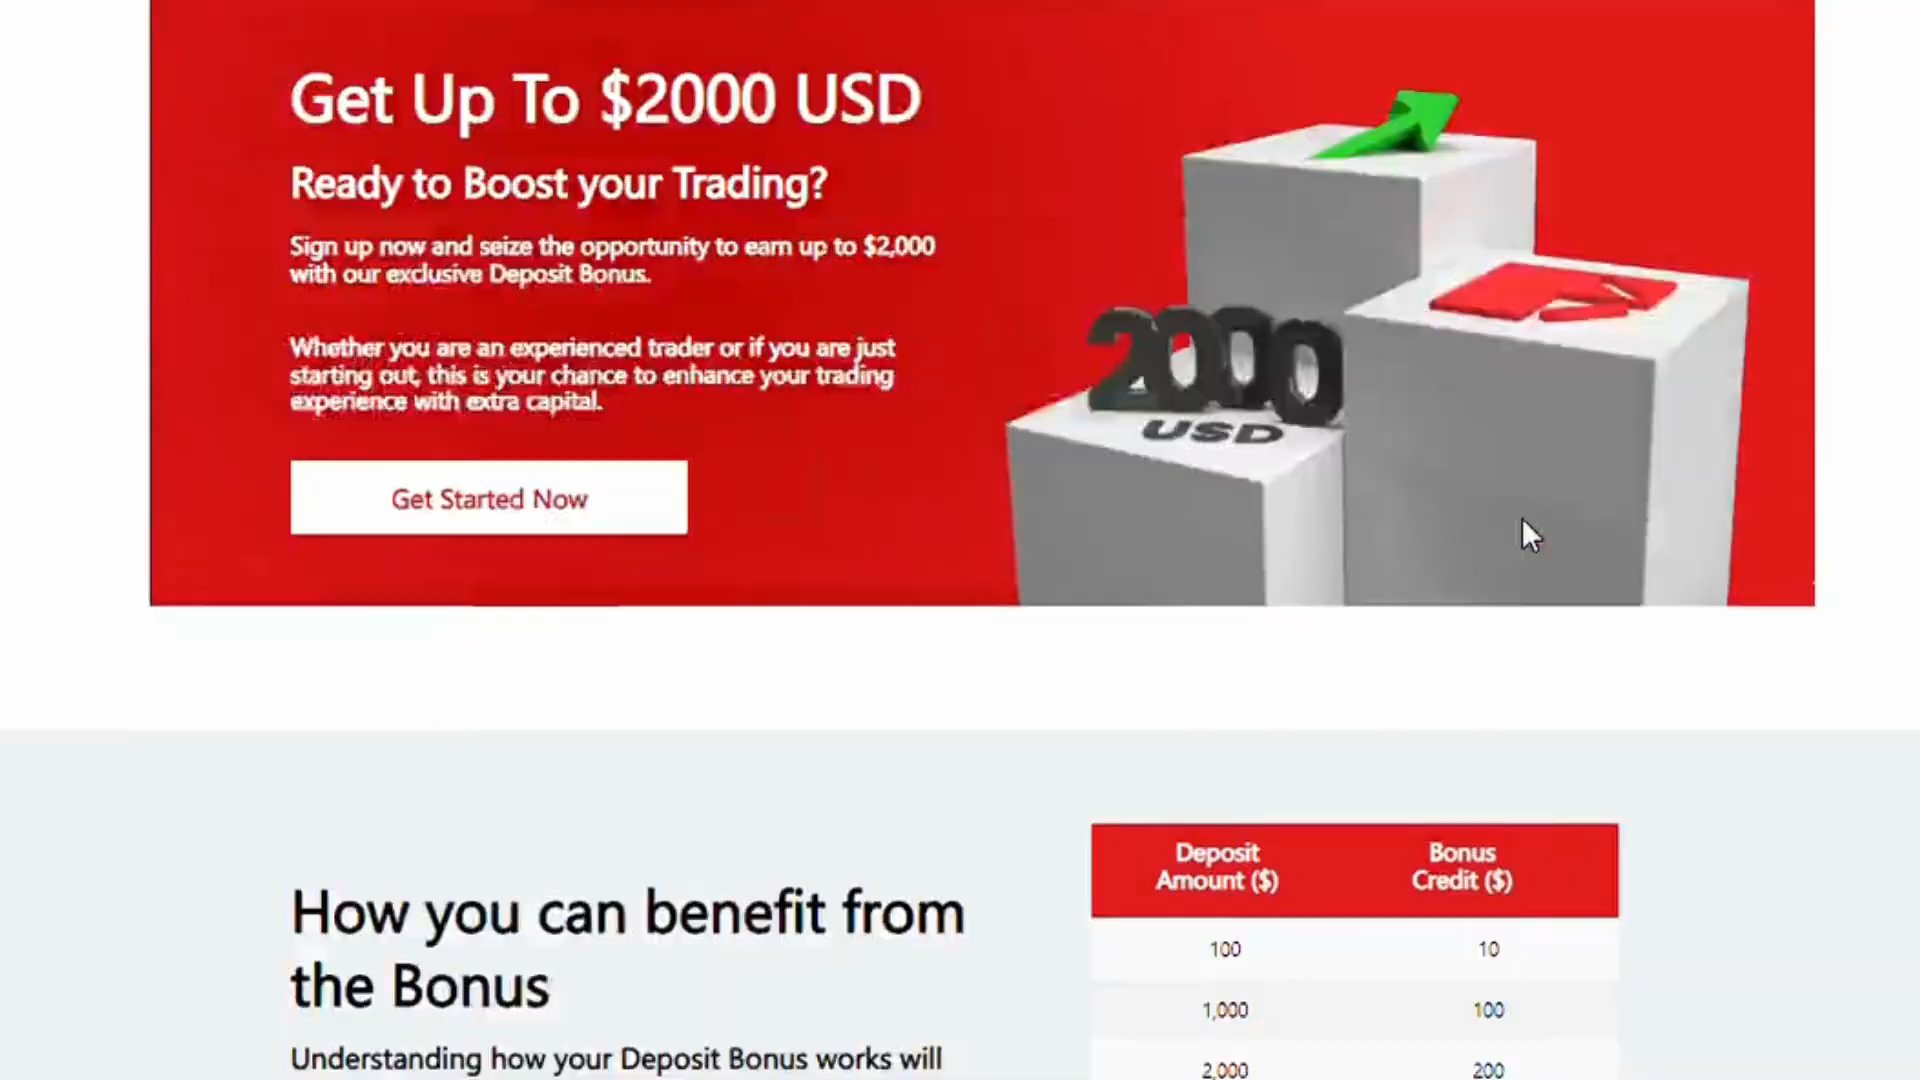 Get Up To $2000 USD
Ready to Boost your Trading?
Sign up now and seize the opportunity to earn up to $2,000
with our exclusive Deposit Bonus.
Whether you are an experienced trader or if you are just
starting out, this is your chance to enhance your trading
experience with extra capital.
Get Started Now
2000
USD
How you can benefit from
the Bonus
Understanding how your Deposit Bonus works will
Deposit Bonus
Amount ($) Credit ($)
100 10
1,000 100
2,000 200